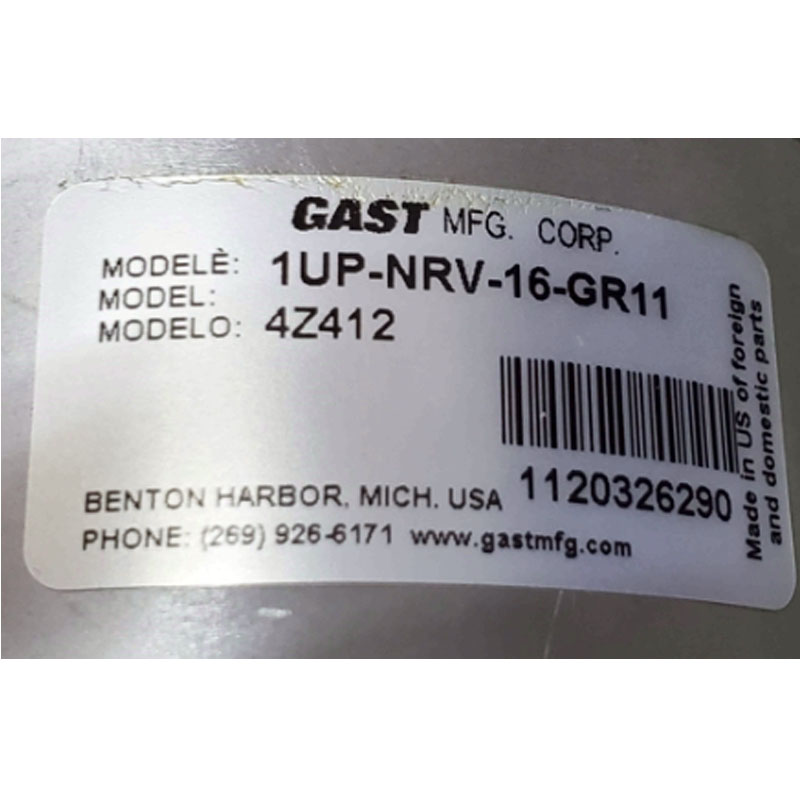 GAST MFG. CORP.
MODELÈ: 1UP-NRV-16-GR11
MODEL:
MODELO: 4Z412
1120326290
BENTON HARBOR, MICH. USA
PHONE: (269) 926-6171 www.gastmfg.com
Made in US of foreign
and domestic parts